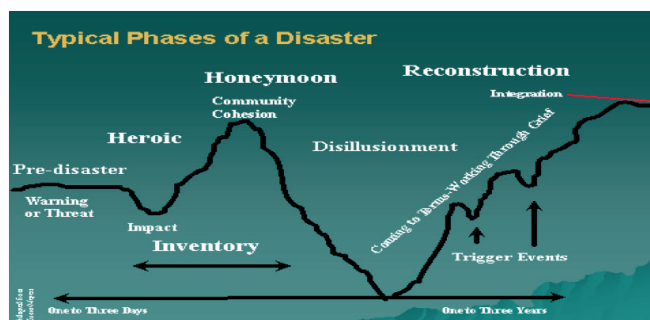 Typical Phases of a Disaster
Honeymoon
Community
Cohesion
Reconstruction
Integration
Heroic
Disillusionment
Pre-disaster
Warning
or Threat
Impact
Inventory
Coming to Terms-Working Through Grief
Trigger Events
One to Three Days
One to Three Years